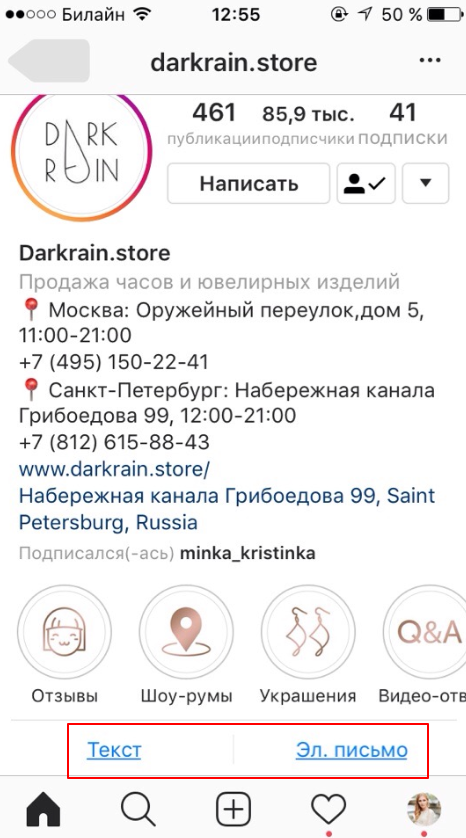 Билайн 12:55 50 %
darkrain.store
461 85,9 тыс. 41
публикации подписчики подписки
DARK
RAIN
Написать
Darkrain.store
Продажа часов и ювелирных изделий
📍 Москва: Оружейный переулок,дом 5,
11:00-21:00
+7 (495) 150-22-41
📍 Санкт-Петербург: Набережная канала
Грибоедова 99, 12:00-21:00
+7 (812) 615-88-43
www.darkrain.store/
Набережная канала Грибоедова 99, Saint
Petersburg, Russia
Подписался(-ась) minka_kristinka
Q&A
Отзывы Шоу-румы Украшения Видео-отв
Текст Эл. письмо